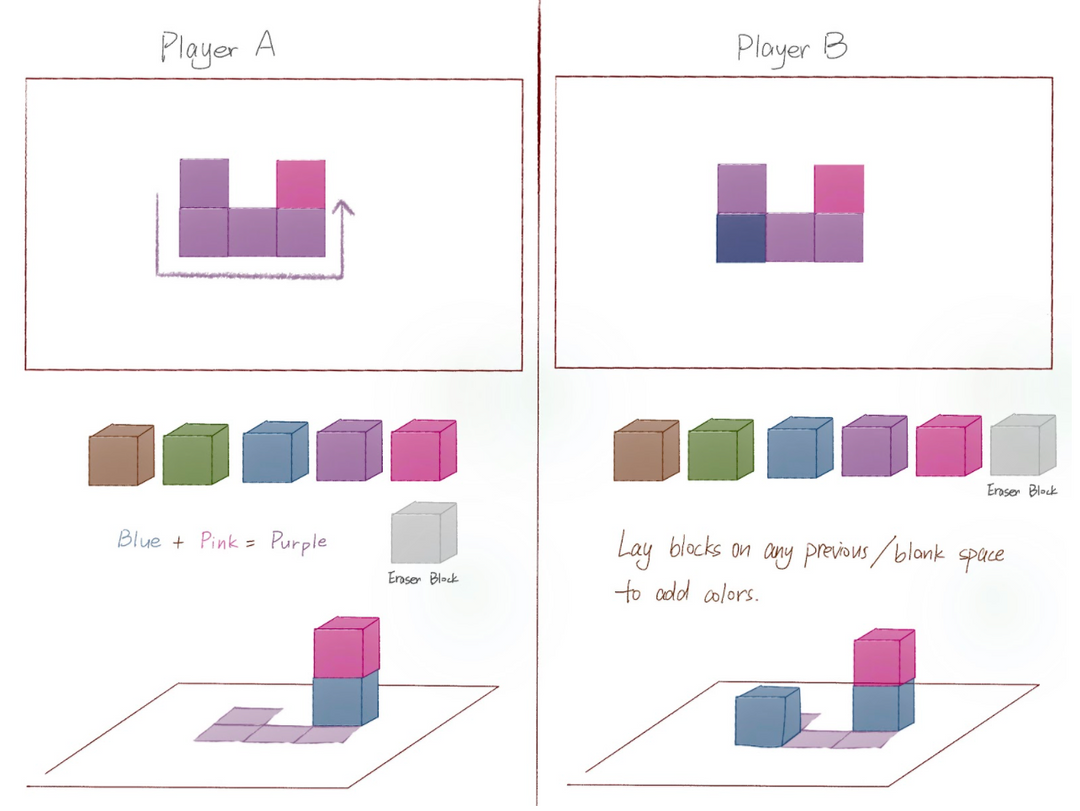 Player A
Blue + Pink = Purple
Eraser Block
Player B
Eraser Block
Lay blocks on any previous/blank space
to add colors.